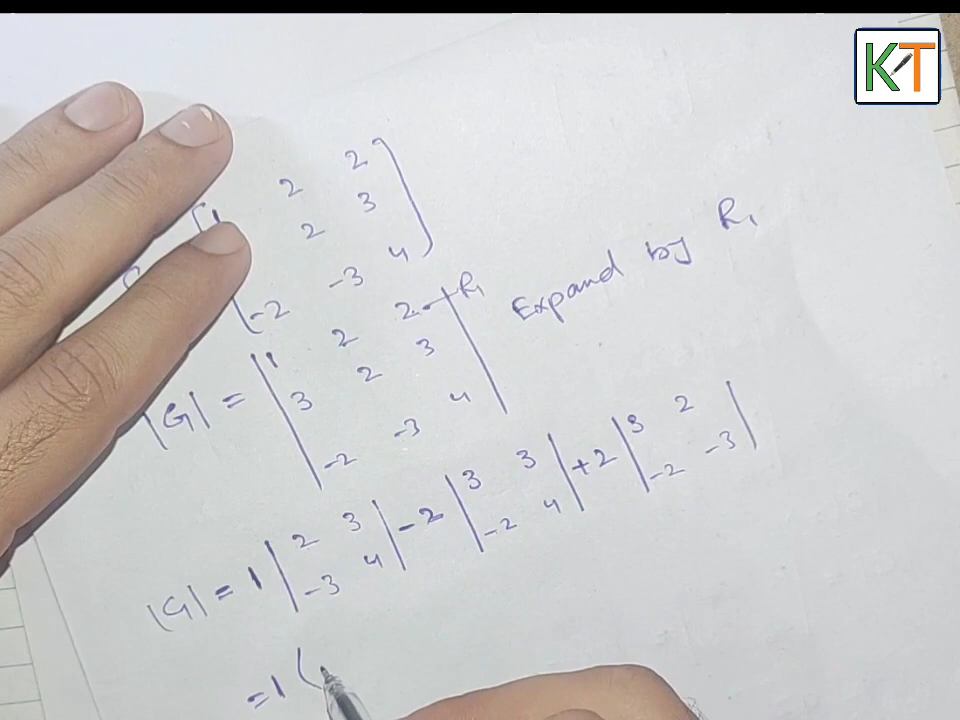 KT
1 2 2
2 3
-2 -3 4
|G| = | 1 2 2 | R₁ Expand by R₁
3 2 3
-2 -3 4
|G| = 1 | 2 3 | -2 | 3 3 | +2 | 3 2 |
-3 4 -2 4 -2 -3
= 1 (